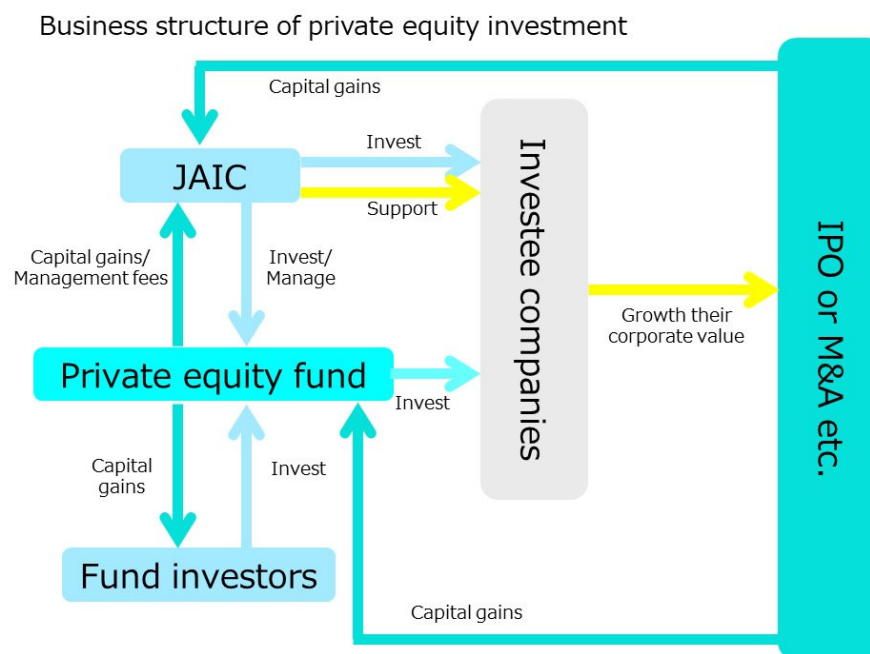 Business structure of private equity investment
Capital gains
JAIC
Invest
Support
Capital gains/
Management fees
Invest/
Manage
Investee companies
Growth their
corporate value
IPO or M&A etc.
Private equity fund
Invest
Capital
gains
Invest
Fund investors
Capital gains